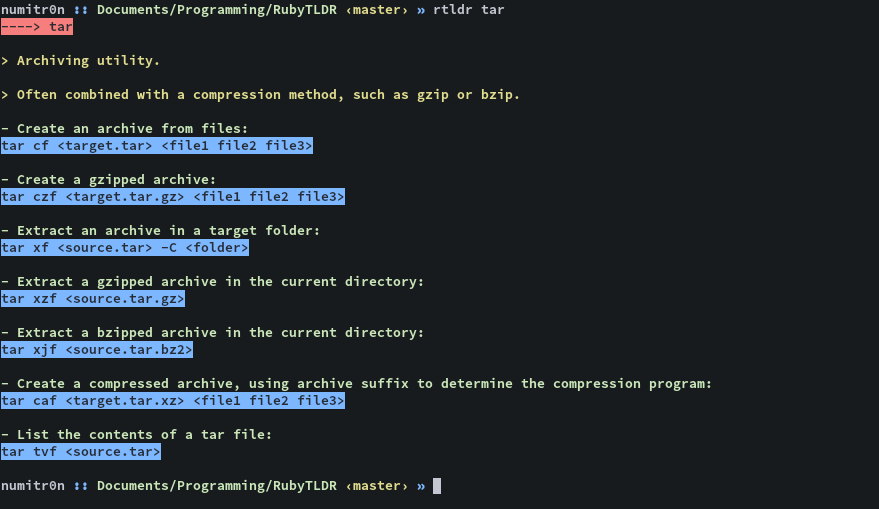 numitr0n :: Documents/Programming/RubyTLDR ‹master› » rtldr tar
----> tar
> Archiving utility.
> Often combined with a compression method, such as gzip or bzip.
- Create an archive from files:
tar cf <target.tar> <file1 file2 file3>
- Create a gzipped archive:
tar czf <target.tar.gz> <file1 file2 file3>
- Extract an archive in a target folder:
tar xf <source.tar> -C <folder>
- Extract a gzipped archive in the current directory:
tar xzf <source.tar.gz>
- Extract a bzipped archive in the current directory:
tar xjf <source.tar.bz2>
- Create a compressed archive, using archive suffix to determine the compression program:
tar caf <target.tar.xz> <file1 file2 file3>
- List the contents of a tar file:
tar tvf <source.tar>
numitr0n :: Documents/Programming/RubyTLDR ‹master› »